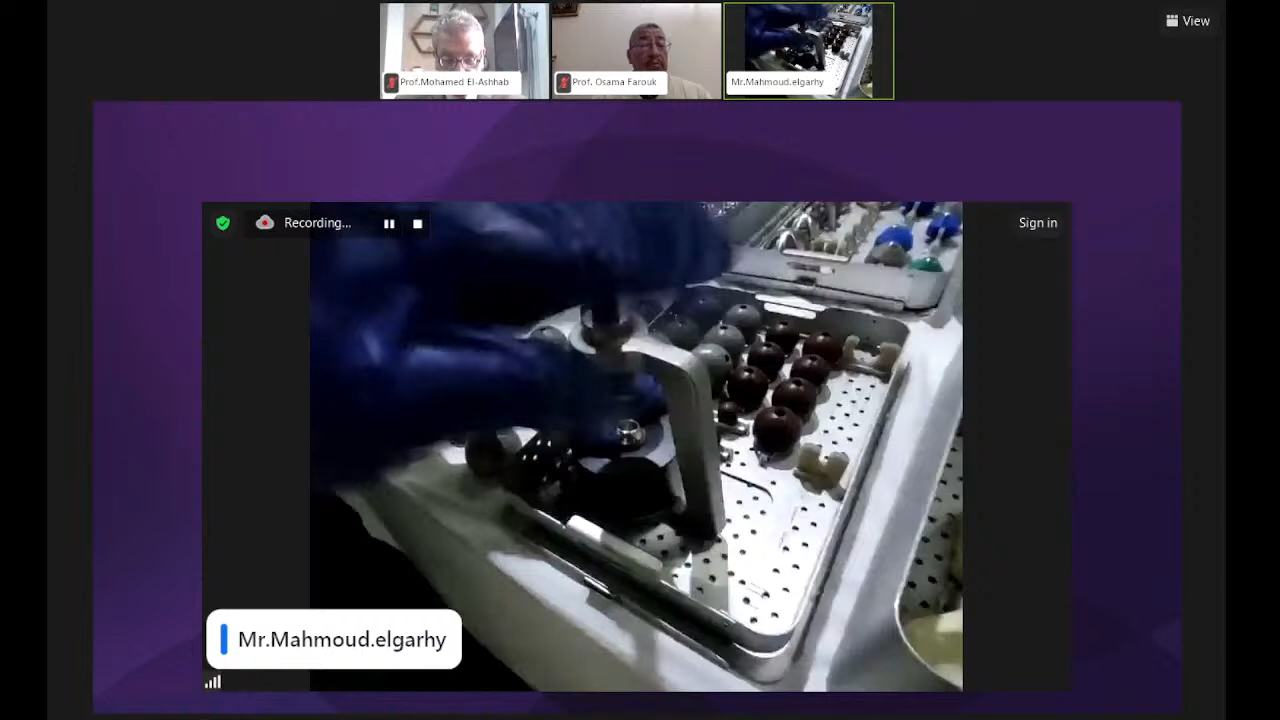 View
Prof.Mohamed El-Ashhab
Prof. Osama Farouk
Mr.Mahmoud.elgarhy
Recording...
Sign in
Mr.Mahmoud.elgarhy